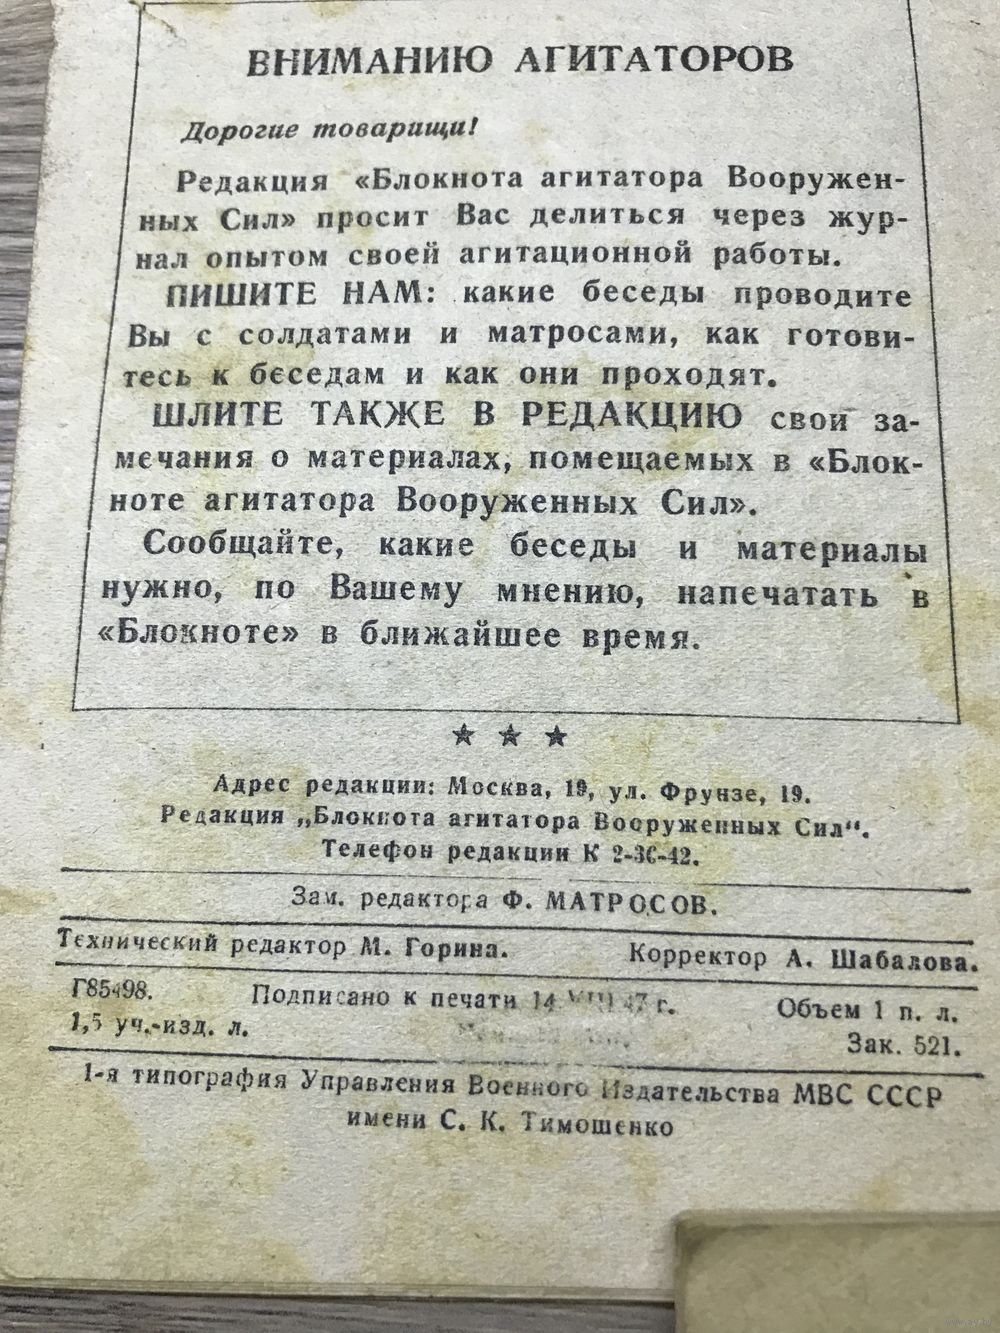 ВНИМАНИЮ АГИТАТОРОВ
Дорогие товарищи!
Редакция «Блокнота агитатора Вооружен-
ных Сил» просит Вас делиться через жур-
нал опытом своей агитационной работы.
ПИШИТЕ НАМ: какие беседы проводите
Вы с солдатами и матросами, как готови-
тесь к беседам и как они проходят.
ШЛИТЕ ТАКЖЕ В РЕДАКЦИЮ свои за-
мечания о материалах, помещаемых в «Блок-
ноте агитатора Вооруженных Сил».
Сообщайте, какие беседы и материалы
нужно, по Вашему мнению, напечатать в
«Блокноте» в ближайшее время.
★ ★ ★
Адрес редакции: Москва, 19, ул. Фрунзе, 19.
Редакция „Блокнота агитатора Вооруженных Сил“.
Телефон редакции К 2-36-42.
Зам. редактора Ф. МАТРОСОВ.
Технический редактор М. Горина. Корректор А. Шабалова.
Г85498. Подписано к печати 14 VIII 47 г. Объем 1 п. л.
1,5 уч.-изд. л. Зак. 521.
1-я типография Управления Военного Издательства МВС СССР
имени С. К. Тимошенко